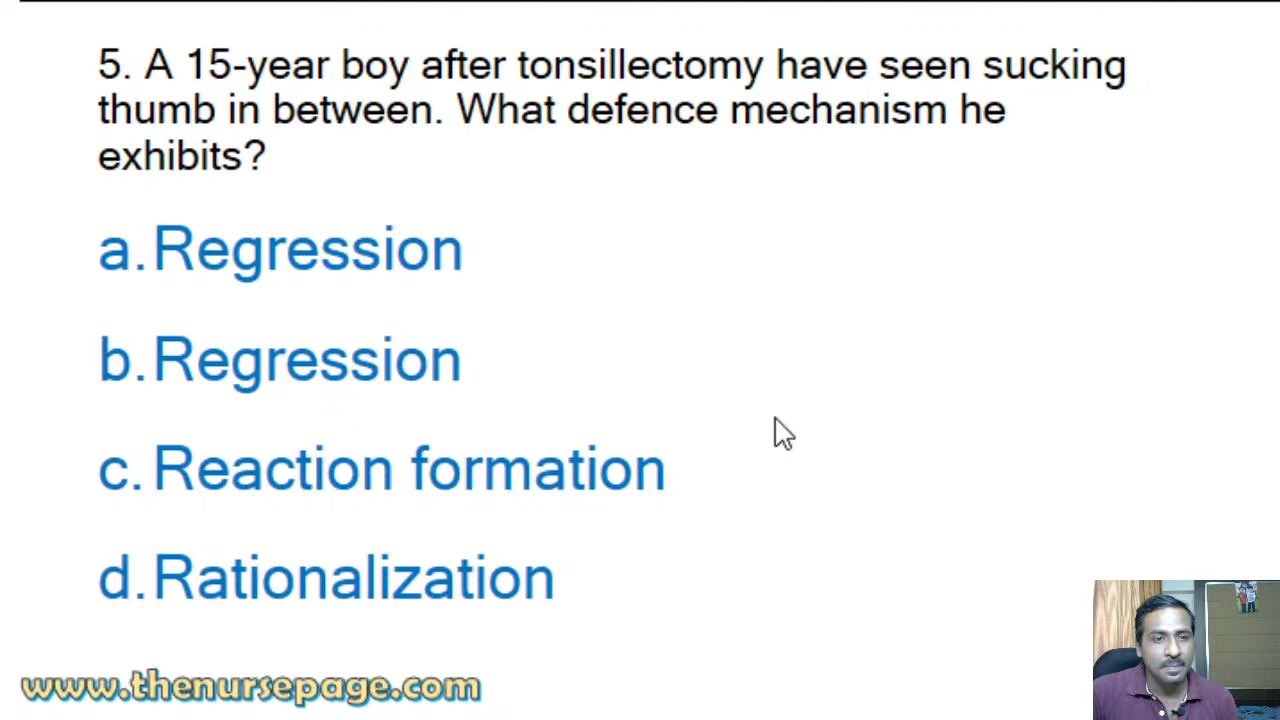 5. A 15-year boy after tonsillectomy have seen sucking
thumb in between. What defence mechanism he
exhibits?
a. Regression
b. Regression
c. Reaction formation
d. Rationalization
www.thenursepage.com